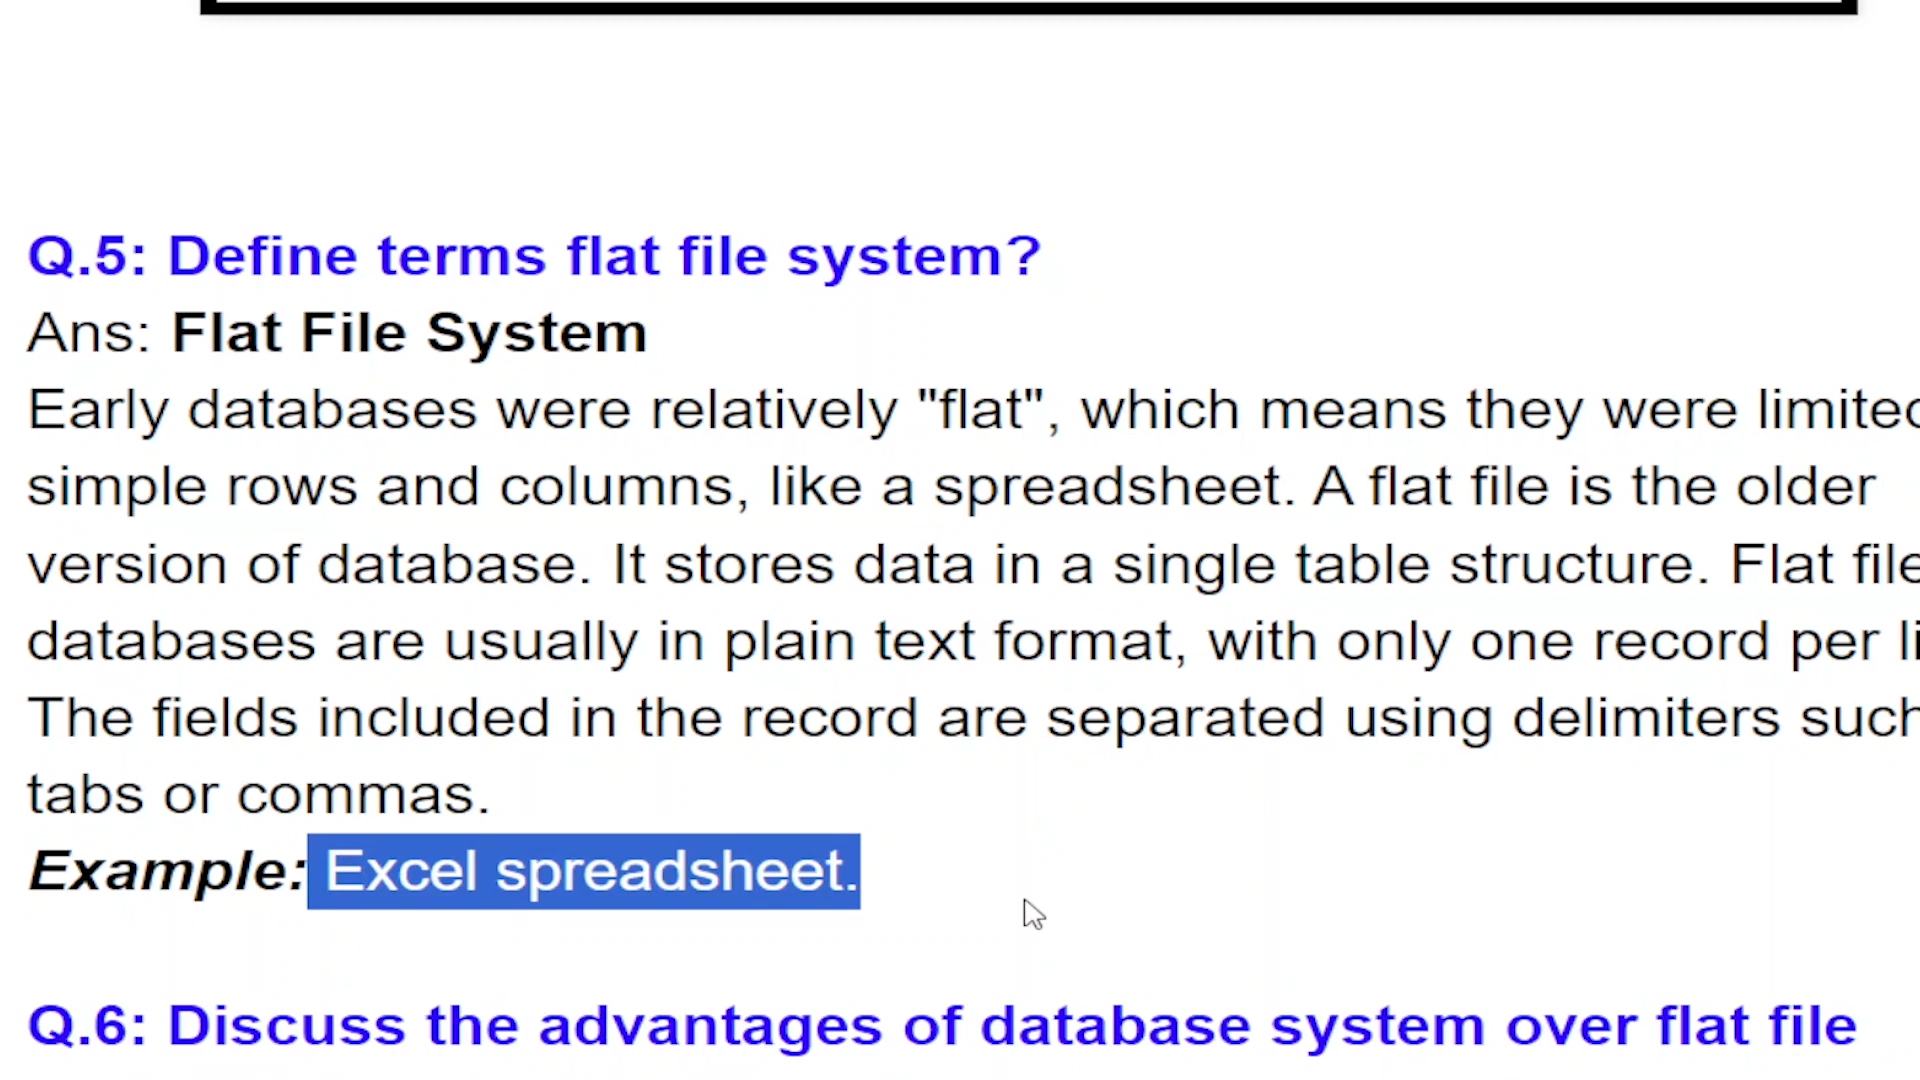 Q.5: Define terms flat file system?
Ans: Flat File System
Early databases were relatively "flat", which means they were limited
simple rows and columns, like a spreadsheet. A flat file is the older
version of database. It stores data in a single table structure. Flat file
databases are usually in plain text format, with only one record per
The fields included in the record are separated using delimiters such
tabs or commas.
Example: Excel spreadsheet.
Q.6: Discuss the advantages of database system over flat file